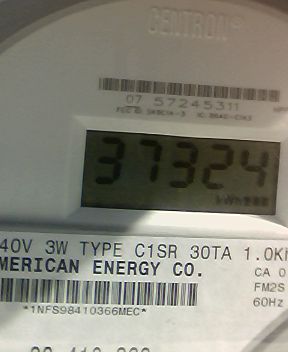 CENTRON®
07 57245311
37324
kWh
40V 3W TYPE C1SR 30TA 1.0Kh
MERICAN ENERGY CO.
CA 0
FM2S
60Hz
*1NFS98410366MEC*